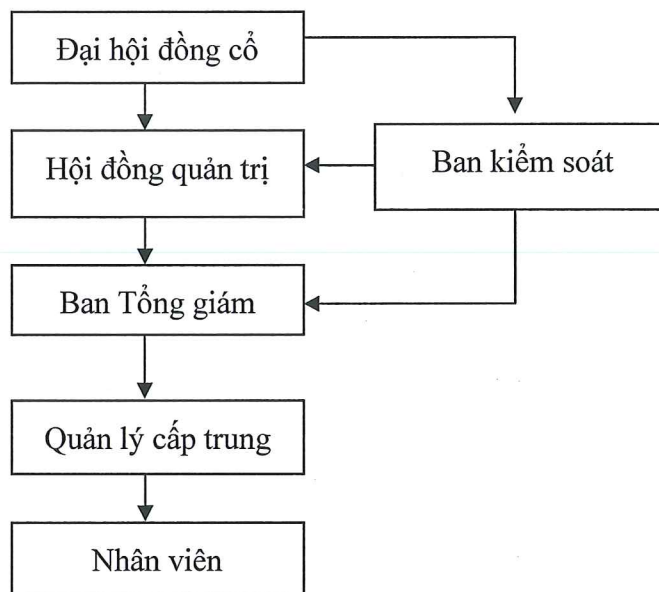 Đại hội đồng cổ
Hội đồng quản trị
Ban kiểm soát
Ban Tổng giám
Quản lý cấp trung
Nhân viên